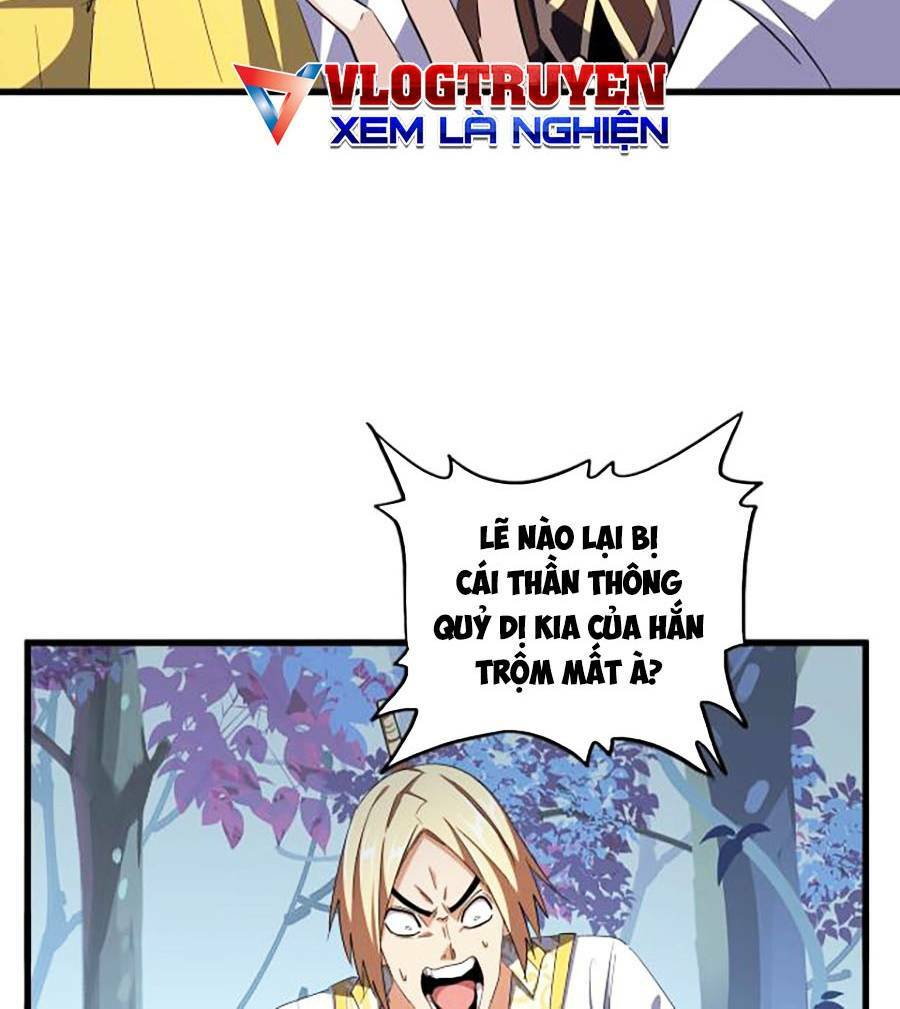 VLOGTRUYEN
XEM LÀ NGHIỆN
LẼ NÀO LẠI BỊ
CÁI THẦN THÔNG
QUỶ DỊ KIA CỦA HẮN
TRỘM MẤT À?